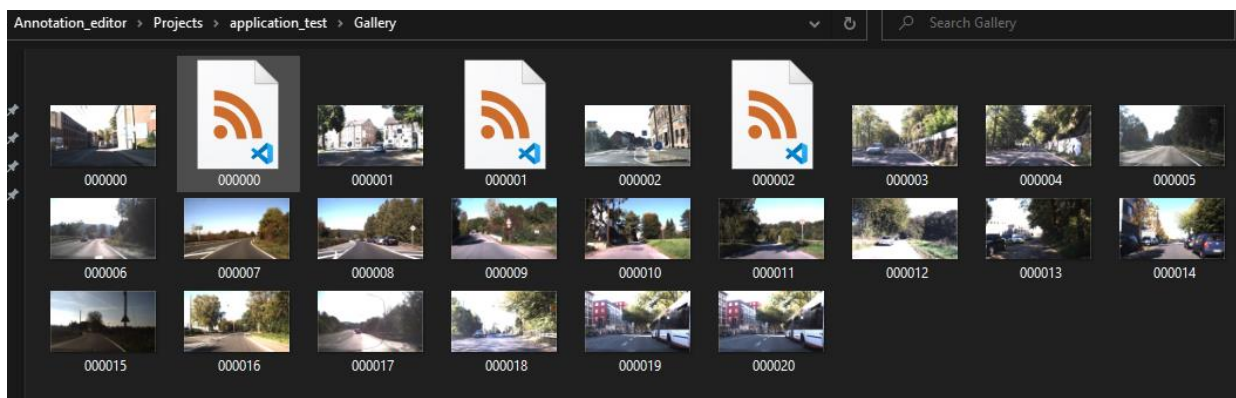 Annotation_editor > Projects > application_test > Gallery
Search Gallery
000000 000000 000001 000001 000002 000002 000003 000004 000005
000006 000007 000008 000009 000010 000011 000012 000013 000014
000015 000016 000017 000018 000019 000020